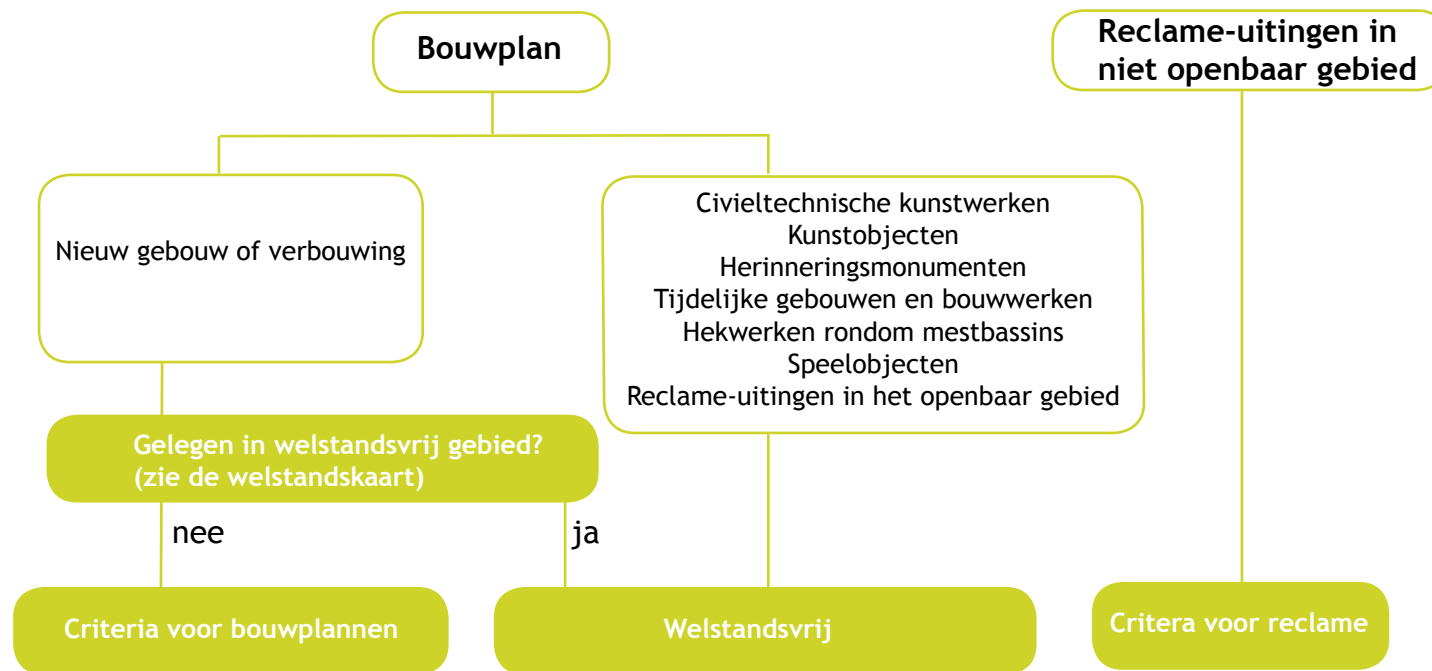 Bouwplan
Reclame-uitingen in
niet openbaar gebied
Nieuw gebouw of verbouwing
Civieltechnische kunstwerken
Kunstobjecten
Herinneringsmonumenten
Tijdelijke gebouwen en bouwwerken
Hekwerken rondom mestbassins
Speelobjecten
Reclame-uitingen in het openbaar gebied
Gelegen in welstandsvrij gebied?
(zie de welstandskaart)
nee
ja
Criteria voor bouwplannen
Welstandsvrij
Critera voor reclame